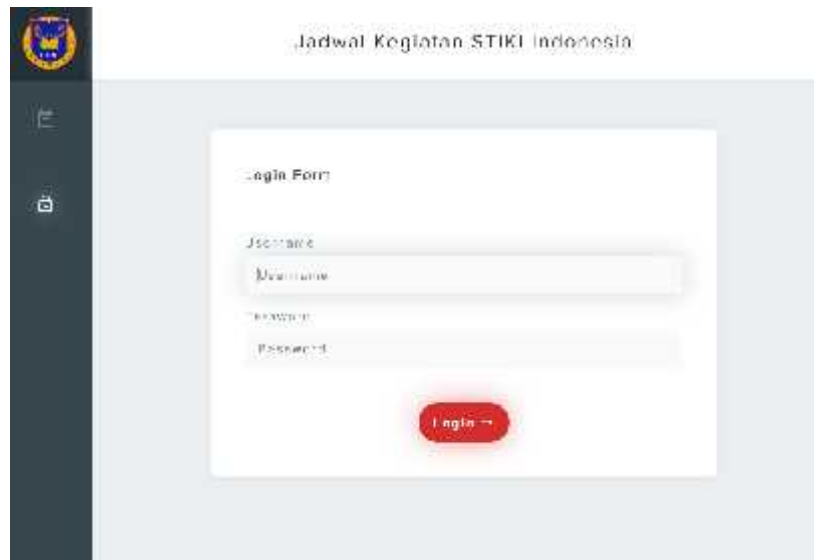 Jadwal Kegiatan STIKI Indonesia
Login Form
Username
Username
Password
Password
Login →